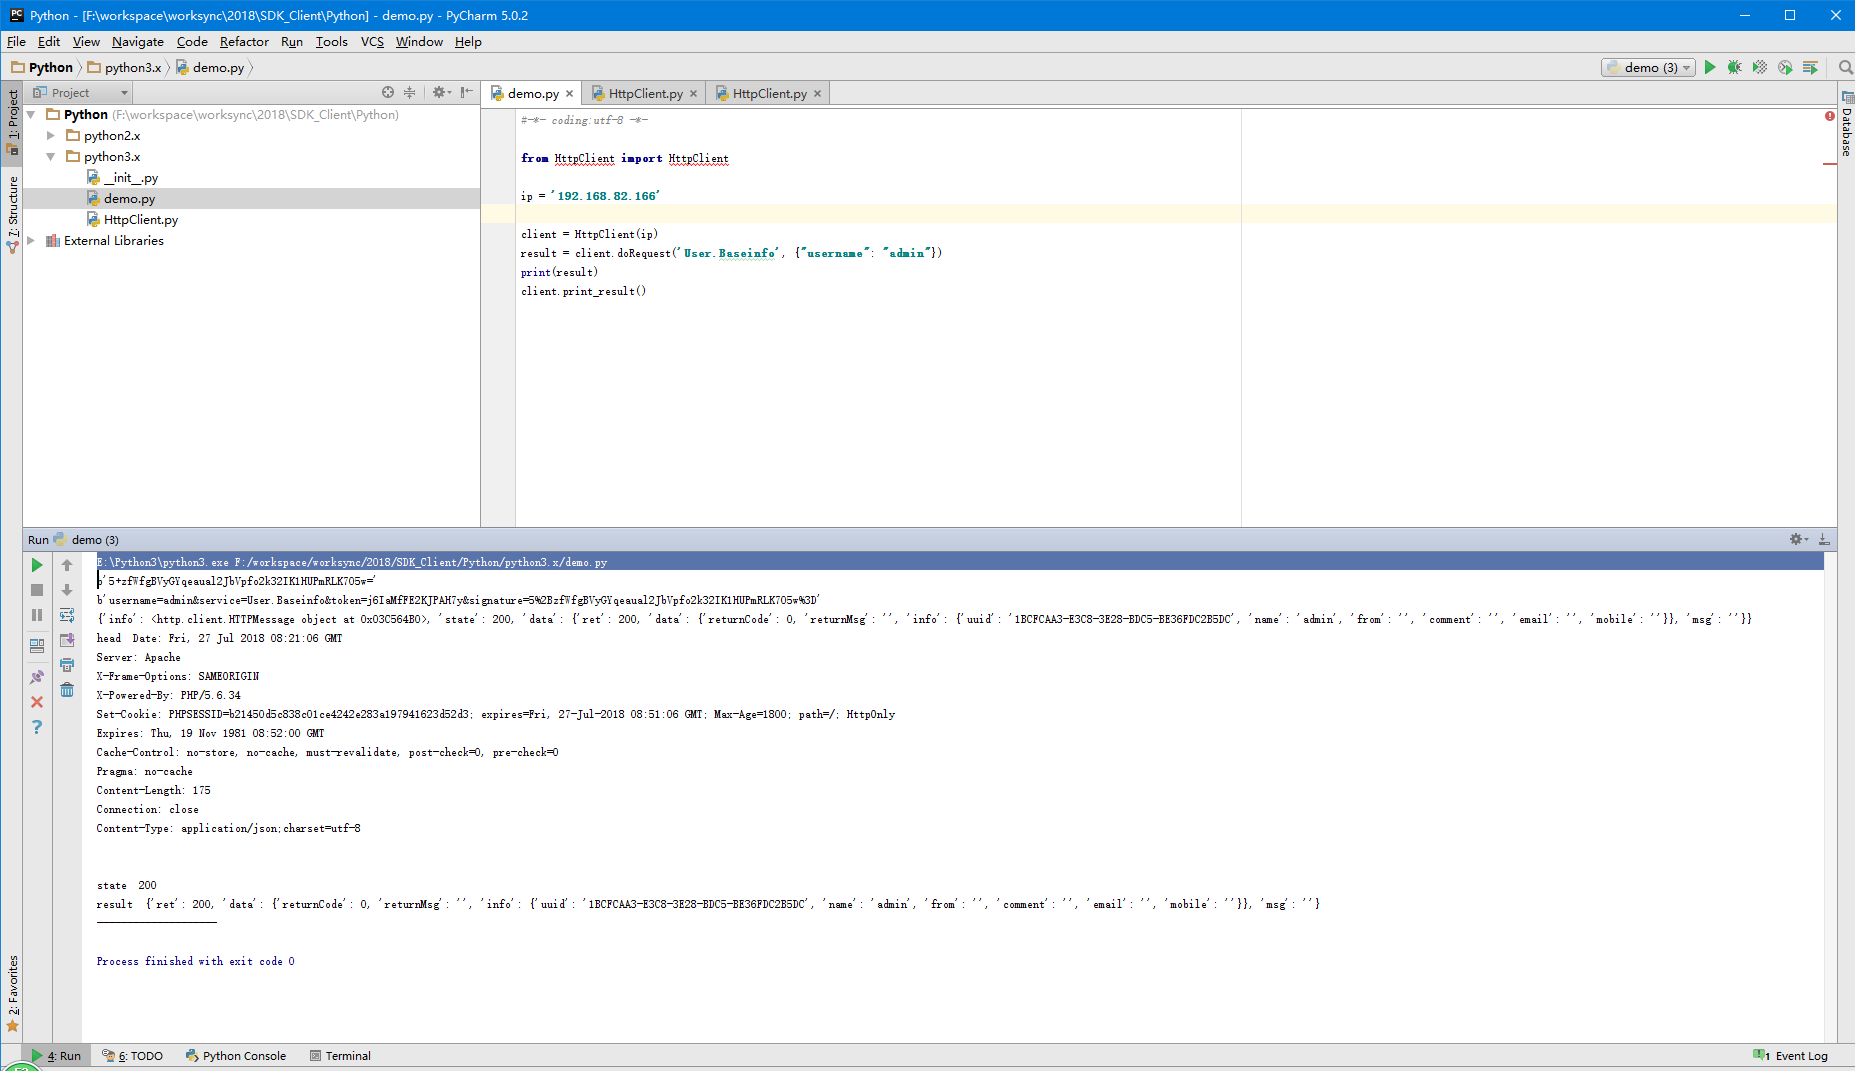 Python - [F:\workspace\worksync\2018\SDK_Client\Python] - demo.py - PyCharm 5.0.2
File Edit View Navigate Code Refactor Run Tools VCS Window Help
Python python3.x demo.py
demo (3)
1: Project
7: Structure
2: Favorites
Project
Python (F:\workspace\worksync\2018\SDK_Client\Python)
python2.x
python3.x
__init__.py
demo.py
HttpClient.py
External Libraries
demo.py HttpClient.py HttpClient.py
#-*- coding:utf-8 -*-
from HttpClient import HttpClient
ip = '192.168.82.166'
client = HttpClient(ip)
result = client.doRequest('User.Baseinfo', {"username": "admin"})
print(result)
client.print_result()
Database
Run demo (3)
E:\Python3\python3.exe F:/workspace/worksync/2018/SDK_Client/Python/python3.x/demo.py
b'5+zfWfgBVyGYqeaual2JbVpfo2k32IK1HUPmRLK705w='
b'username=admin&service=User.Baseinfo&token=j6IaMfFE2KJPAH7y&signature=5%2BzfWfgBVyGYqeaual2JbVpfo2k32IK1HUPmRLK705w%3D'
{'info': <http.client.HTTPMessage object at 0x03C564B0>, 'state': 200, 'data': {'ret': 200, 'data': {'returnCode': 0, 'returnMsg': '', 'info': {'uuid': '1BCFCAA3-E3C8-3E28-BDC5-BE36FDC2B5DC', 'name': 'admin', 'from': '', 'comment': '', 'email': '', 'mobile': ''}}, 'msg': ''}}
head  Date: Fri, 27 Jul 2018 08:21:06 GMT
Server: Apache
X-Frame-Options: SAMEORIGIN
X-Powered-By: PHP/5.6.34
Set-Cookie: PHPSESSID=b21450d5c838c01ce4242e283a197941623d52d3; expires=Fri, 27-Jul-2018 08:51:06 GMT; Max-Age=1800; path=/; HttpOnly
Expires: Thu, 19 Nov 1981 08:52:00 GMT
Cache-Control: no-store, no-cache, must-revalidate, post-check=0, pre-check=0
Pragma: no-cache
Content-Length: 175
Connection: close
Content-Type: application/json;charset=utf-8
state  200
result  {'ret': 200, 'data': {'returnCode': 0, 'returnMsg': '', 'info': {'uuid': '1BCFCAA3-E3C8-3E28-BDC5-BE36FDC2B5DC', 'name': 'admin', 'from': '', 'comment': '', 'email': '', 'mobile': ''}}, 'msg': ''}
--------------------
Process finished with exit code 0
4: Run 6: TODO Python Console Terminal
1 Event Log